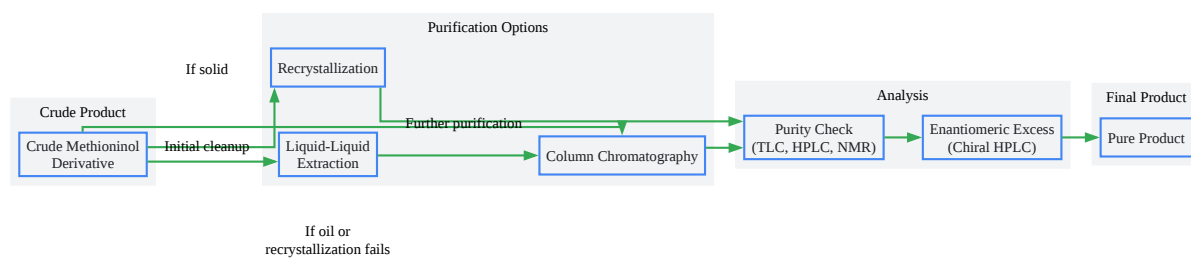 Purification Options
If solid
Recrystallization
Crude Product
Crude Methioninol
Derivative
Initial cleanup
Liquid-Liquid
Extraction
Further purification
Column Chromatography
Analysis
Purity Check
(TLC, HPLC, NMR)
Enantiomeric Excess
(Chiral HPLC)
Final Product
Pure Product
If oil or
recrystallization fails